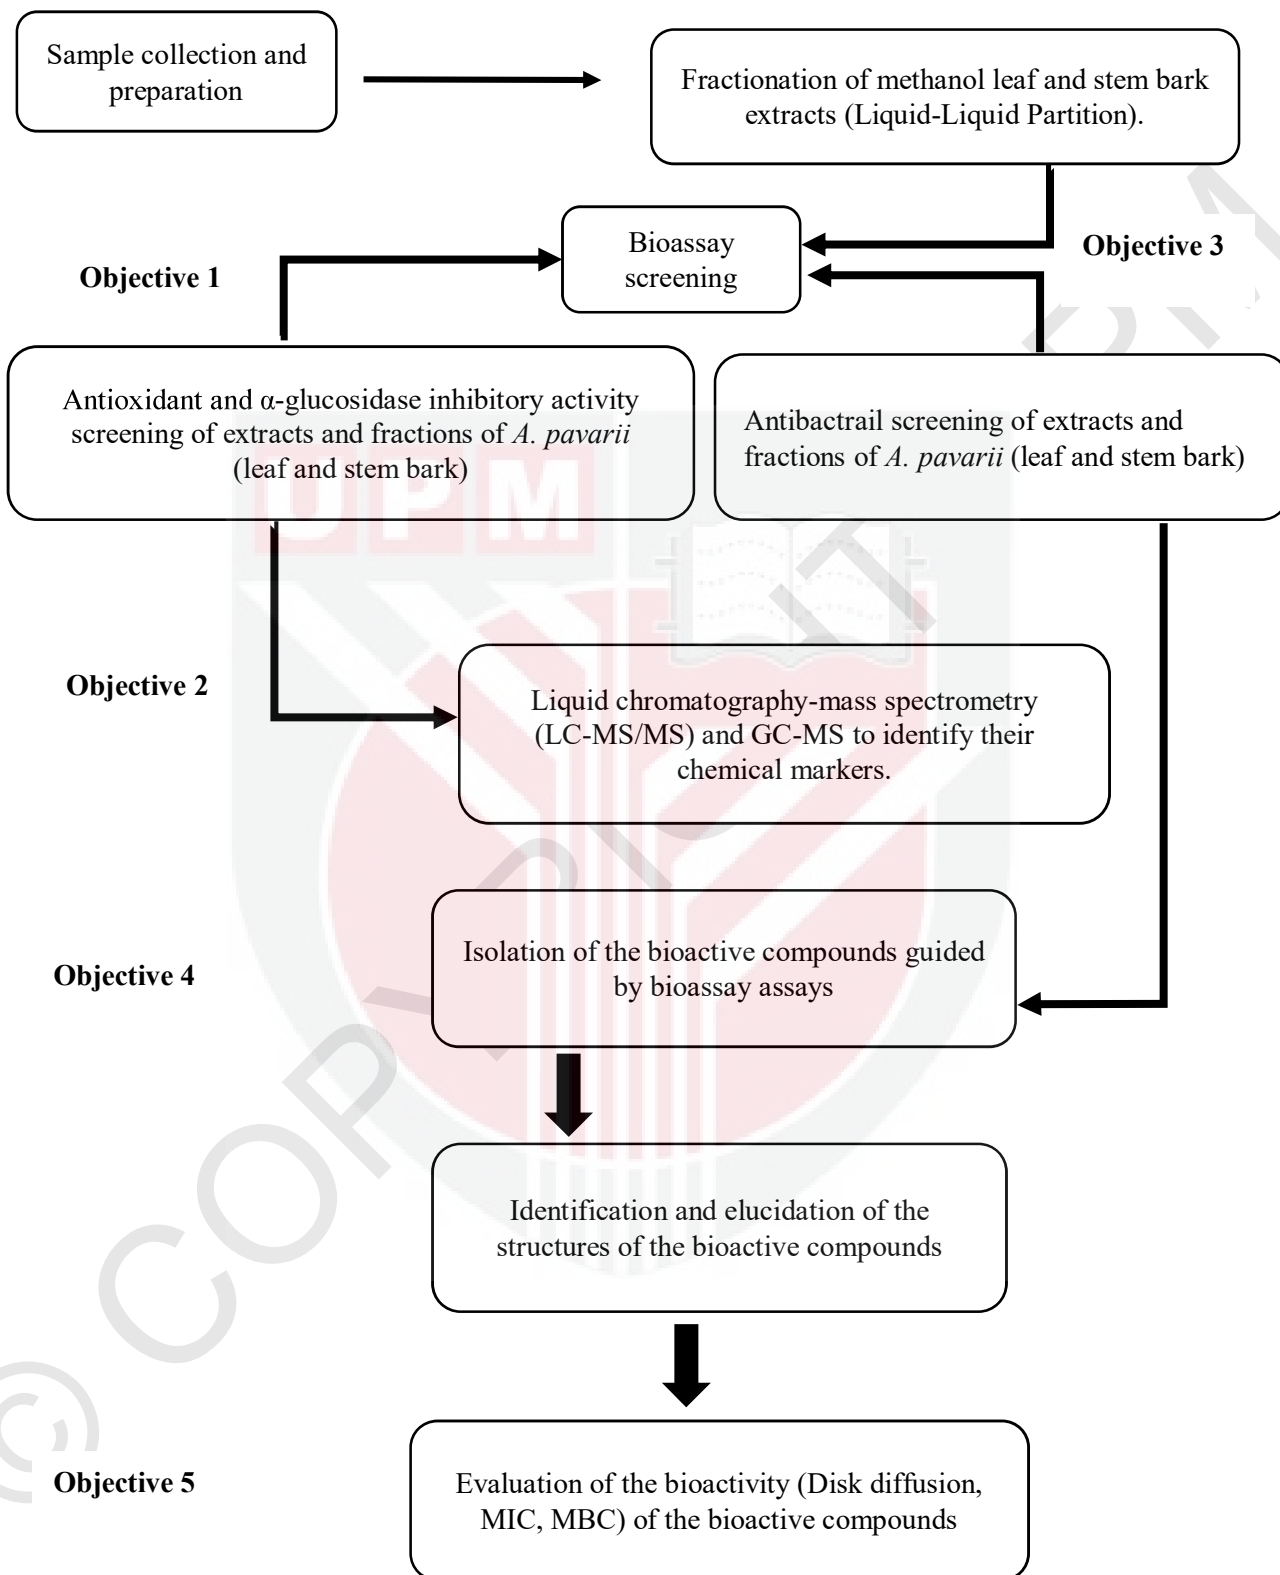 Sample collection and
preparation
Fractionation of methanol leaf and stem bark
extracts (Liquid-Liquid Partition).
Bioassay
screening
Objective 3
Objective 1
Antioxidant and α-glucosidase inhibitory activity
screening of extracts and fractions of A. pavarii
(leaf and stem bark)
Antibactrail screening of extracts and
fractions of A. pavarii (leaf and stem bark)
UPM
Objective 2
Liquid chromatography-mass spectrometry
(LC-MS/MS) and GC-MS to identify their
chemical markers.
Objective 4
Isolation of the bioactive compounds guided
by bioassay assays
Identification and elucidation of the
structures of the bioactive compounds
Objective 5
Evaluation of the bioactivity (Disk diffusion,
MIC, MBC) of the bioactive compounds
© COPYRIGHT UPM